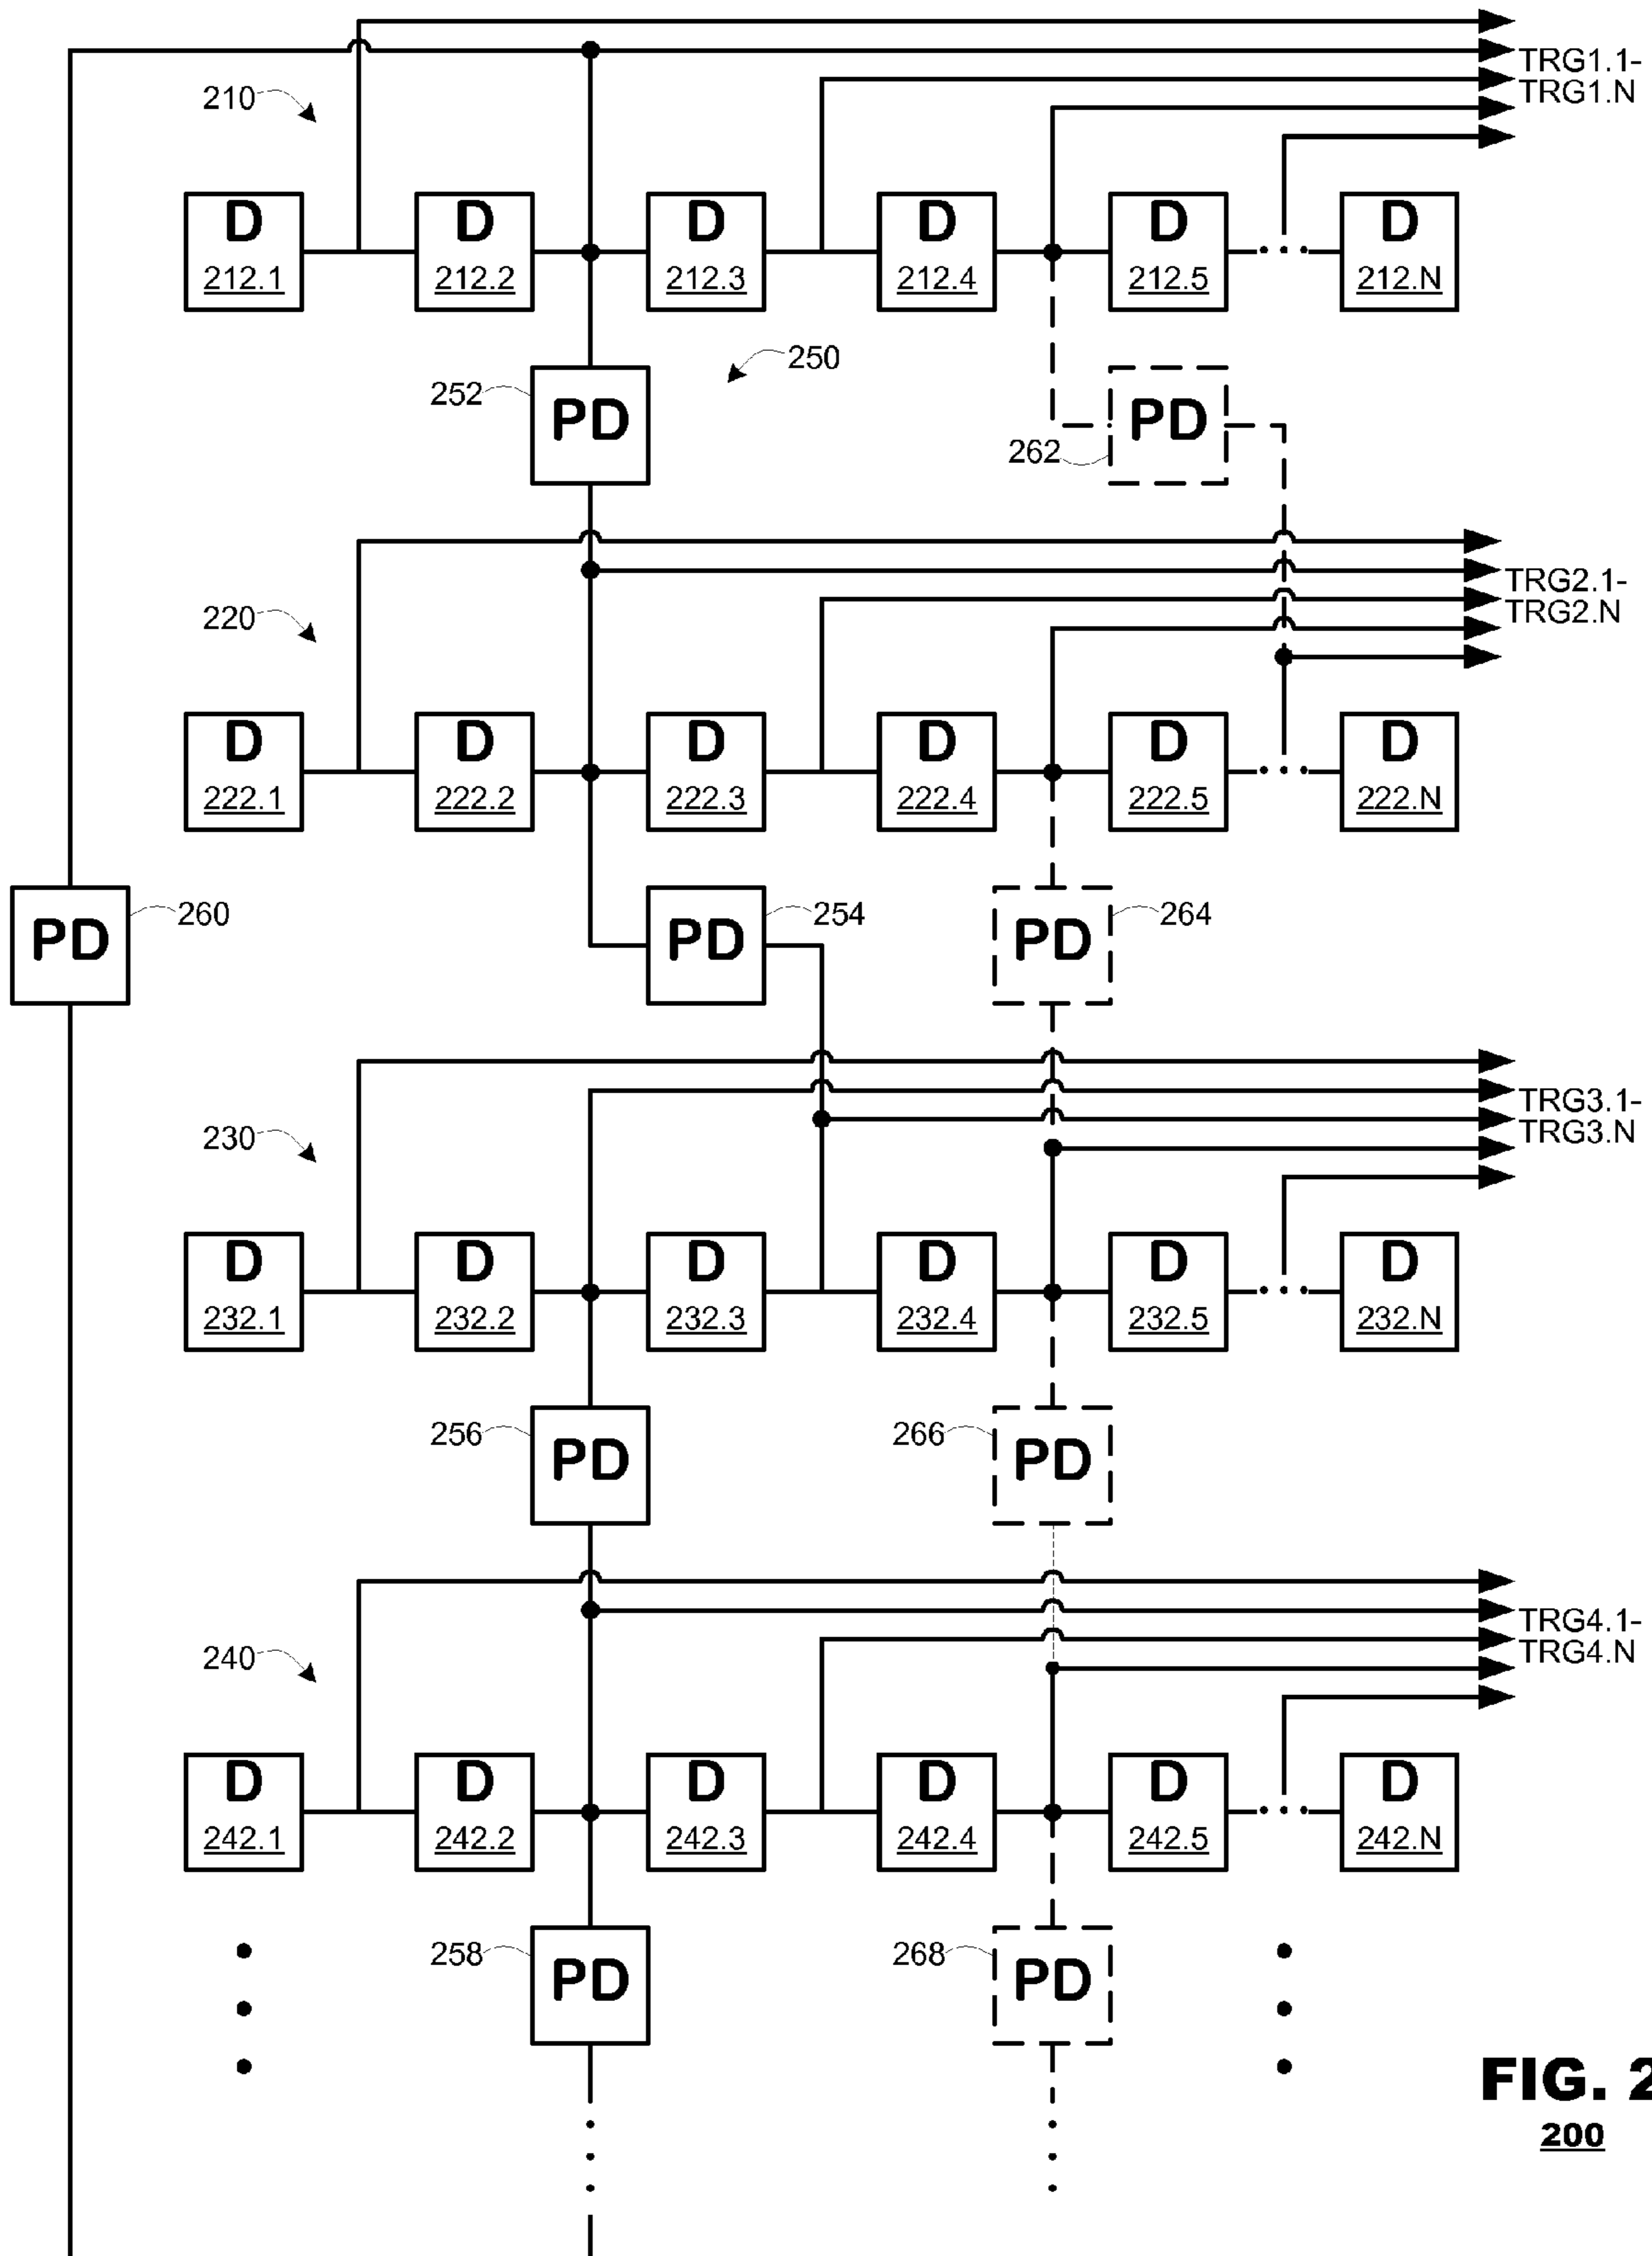 TRG1.1-
TRG1.N
210
D D D D D D
212.1 212.2 212.3 212.4 212.5 212.N
250
252 PD
262 PD
TRG2.1-
TRG2.N
220
D D D D D D
222.1 222.2 222.3 222.4 222.5 222.N
PD 260
PD 254
PD 264
TRG3.1-
TRG3.N
230
D D D D D D
232.1 232.2 232.3 232.4 232.5 232.N
256 PD
266 PD
TRG4.1-
TRG4.N
240
D D D D D D
242.1 242.2 242.3 242.4 242.5 242.N
258 PD
268 PD
FIG. 2
200